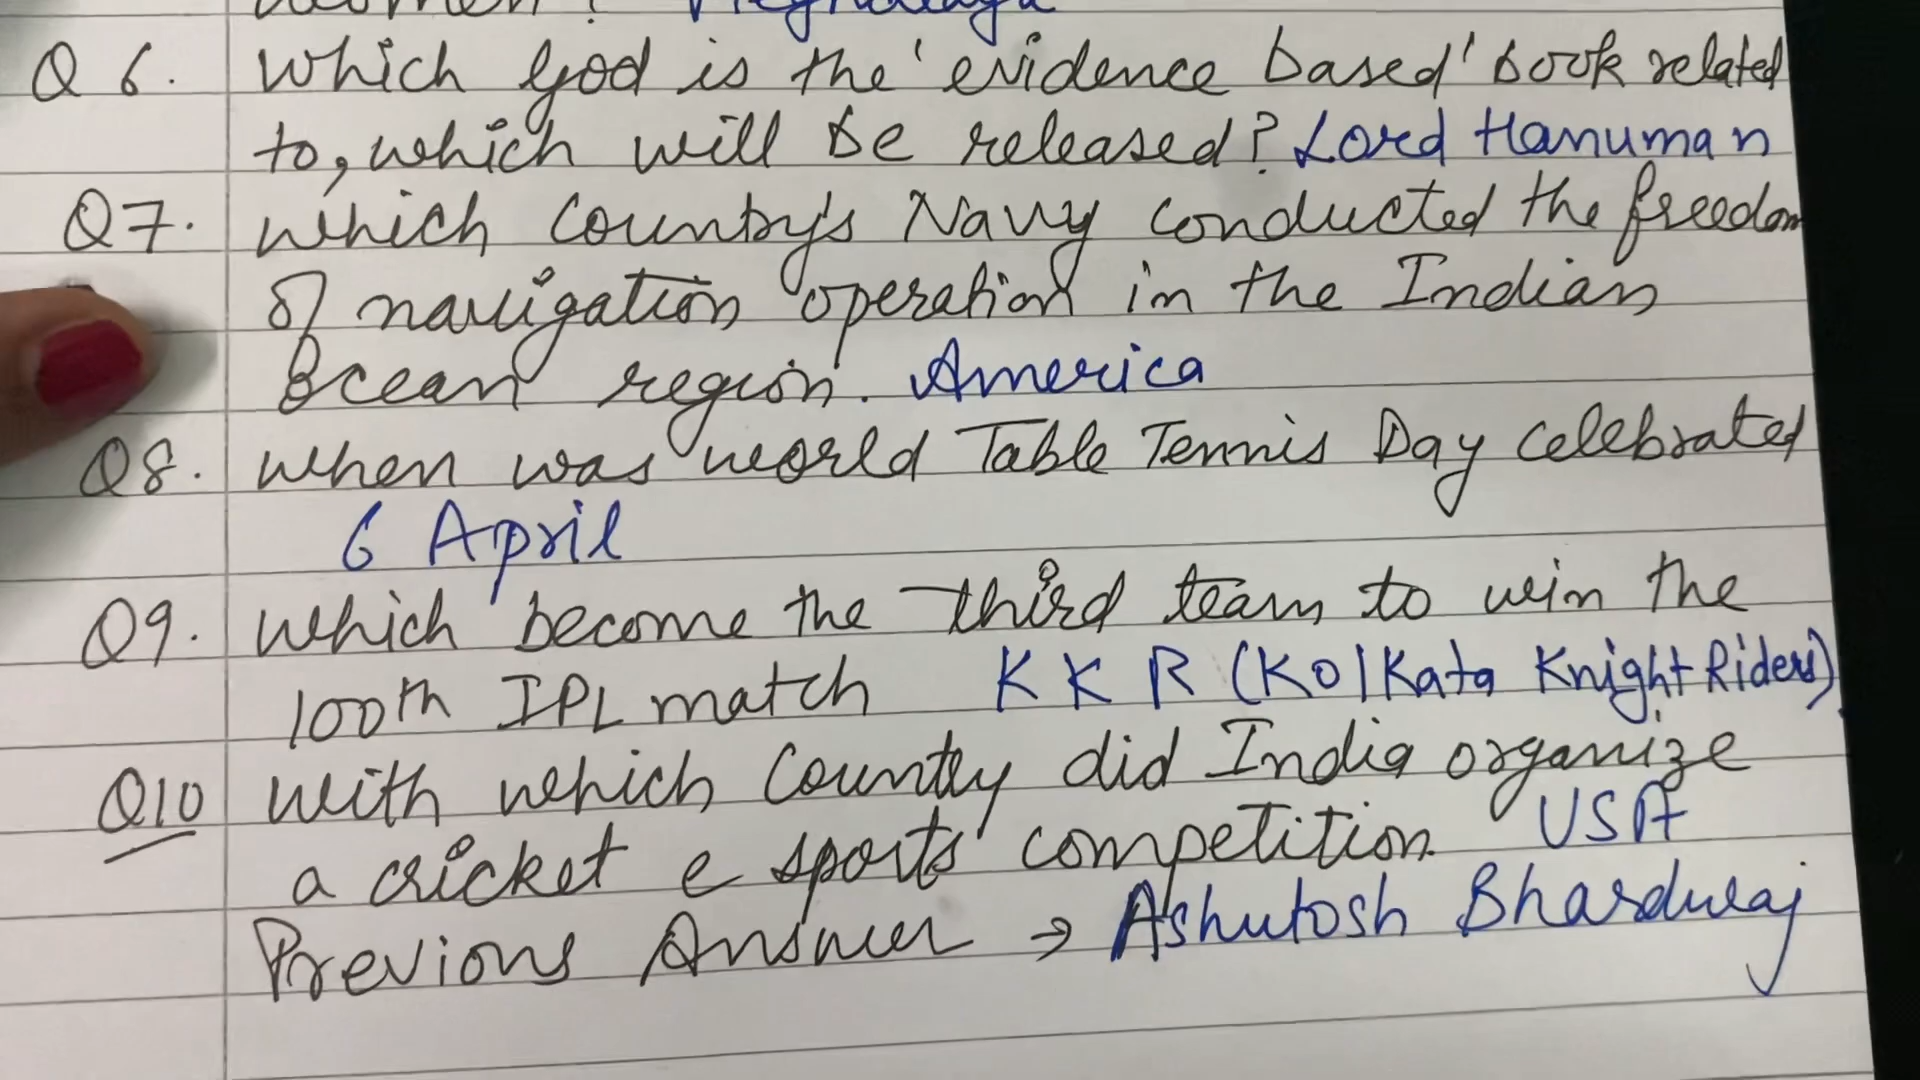 women? Meghalaya
Q 6. Which god is the 'evidence based' book related
to, which will be released? Lord Hanuman
Q7. Which Country's Navy conducted the freedom
of navigation operation in the Indian
Ocean region. America
Q8. When was world Table Tennis Day celebrated
6 April
Q9. Which become the third team to win the
100th IPL match KKR (Kolkata Knight Riders)
Q10 With which Country did India organize
a cricket e sports competition. USA
Previous Answer → Ashutosh Bhardwaj